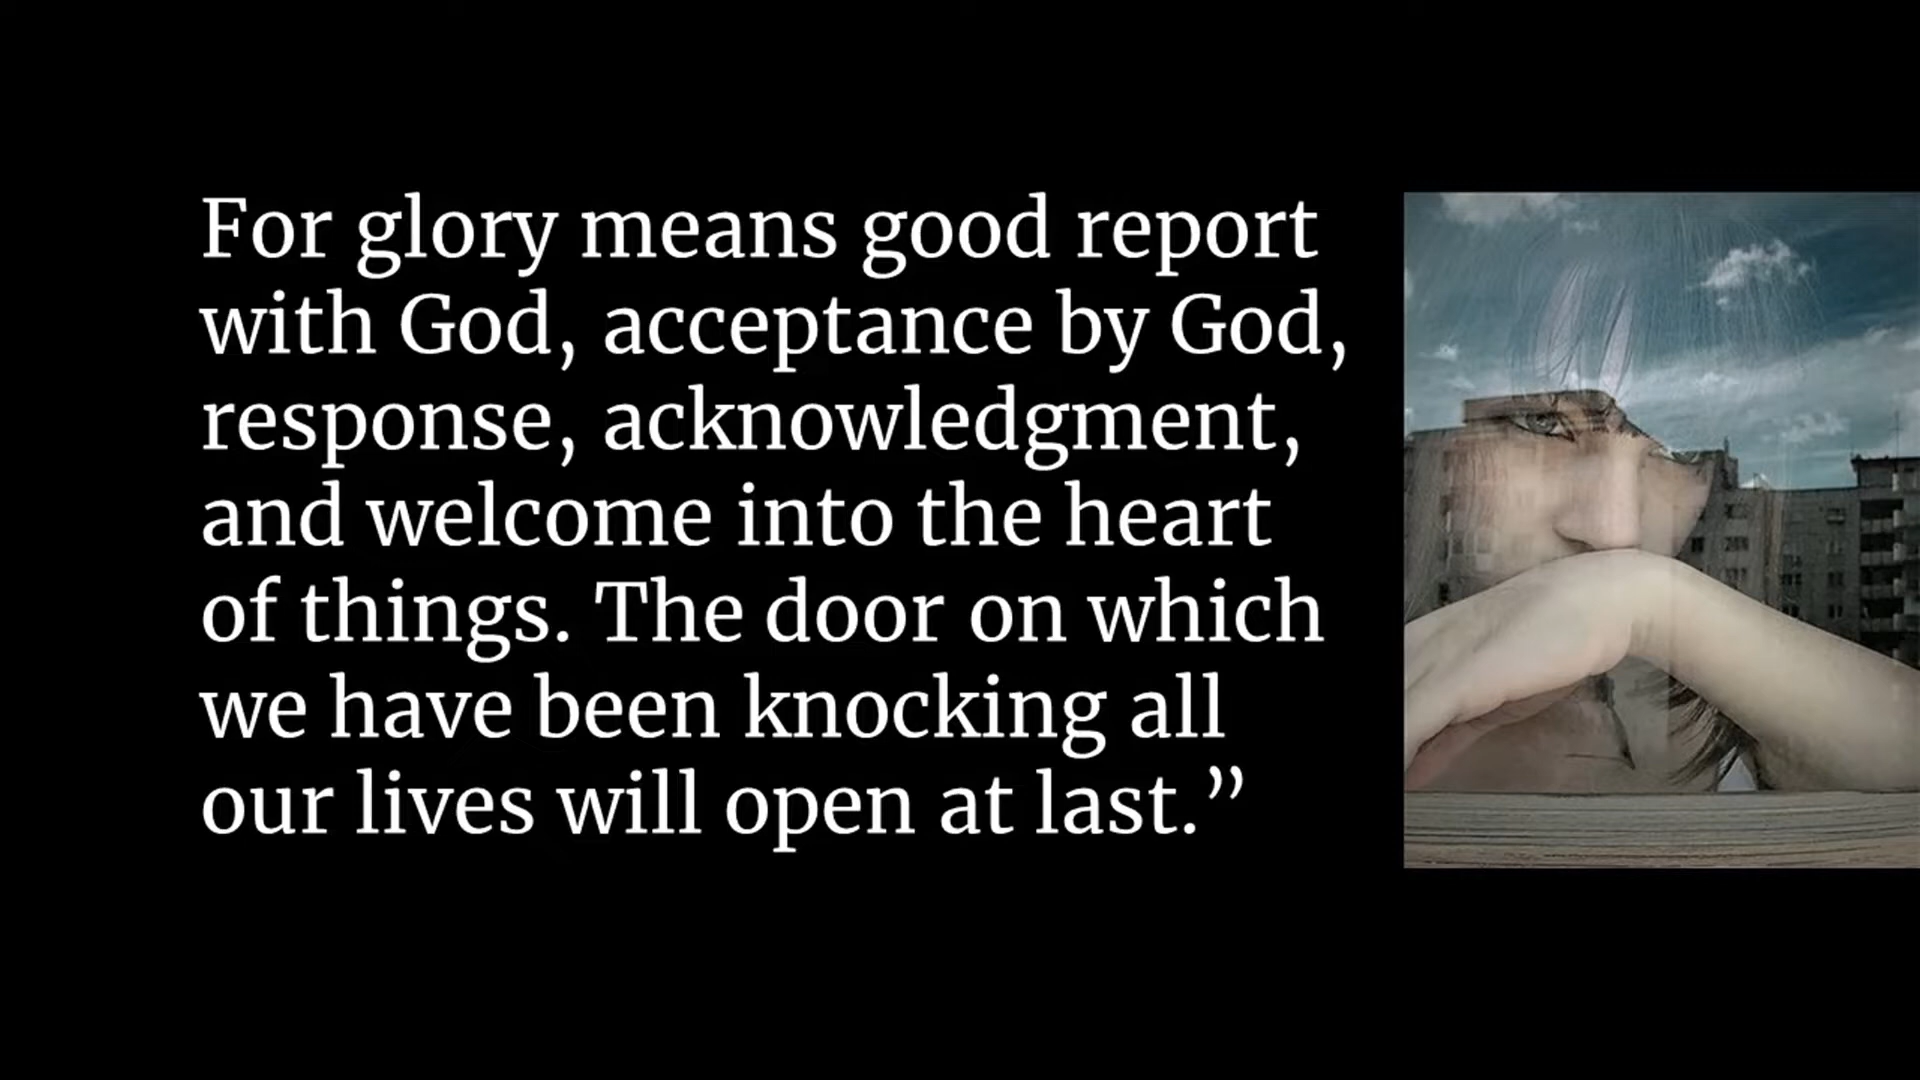 For glory means good report
with God, acceptance by God,
response, acknowledgment,
and welcome into the heart
of things. The door on which
we have been knocking all
our lives will open at last.”